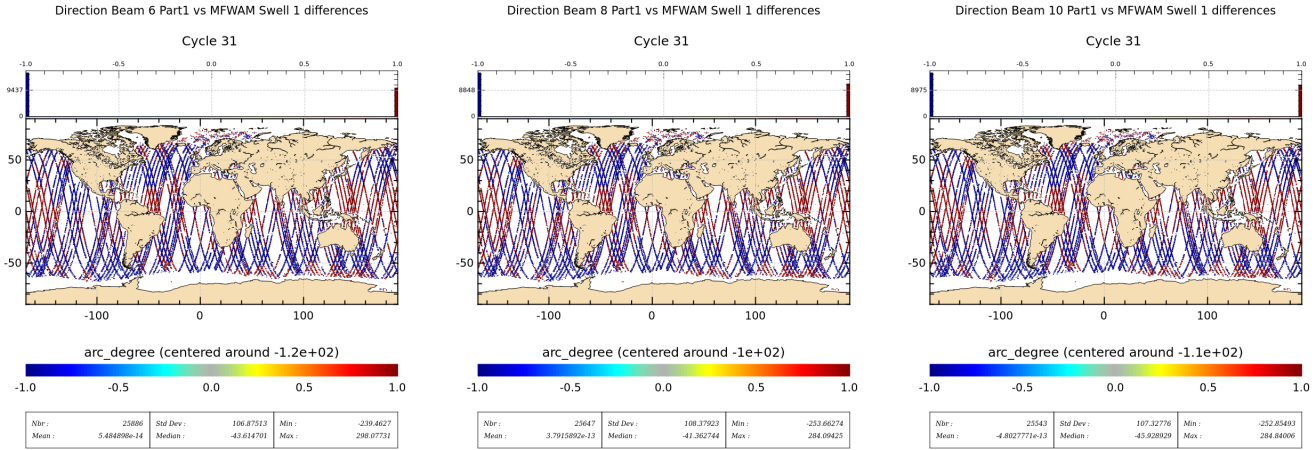 Direction Beam 6 Part1 vs MFWAM Swell 1 differences
Cycle 31
-1.0 -0.5 0.0 0.5 1.0
9437
0
50
0
-50
-100 0 100
arc_degree (centered around -1.2e+02)
-1.0 -0.5 0.0 0.5 1.0
Nbr : 25886 Std Dev : 106.87513 Min : -239.4627
Mean : 5.484898e-14 Median : -43.614701 Max : 298.07731
Direction Beam 8 Part1 vs MFWAM Swell 1 differences
Cycle 31
-1.0 -0.5 0.0 0.5 1.0
8848
0
50
0
-50
-100 0 100
arc_degree (centered around -1e+02)
-1.0 -0.5 0.0 0.5 1.0
Nbr : 25647 Std Dev : 108.37923 Min : -253.66274
Mean : 3.7915892e-13 Median : -41.362744 Max : 284.09425
Direction Beam 10 Part1 vs MFWAM Swell 1 differences
Cycle 31
-1.0 -0.5 0.0 0.5 1.0
8975
0
50
0
-50
-100 0 100
arc_degree (centered around -1.1e+02)
-1.0 -0.5 0.0 0.5 1.0
Nbr : 25543 Std Dev : 107.32776 Min : -252.85493
Mean : -4.8027771e-13 Median : -45.928929 Max : 284.84006